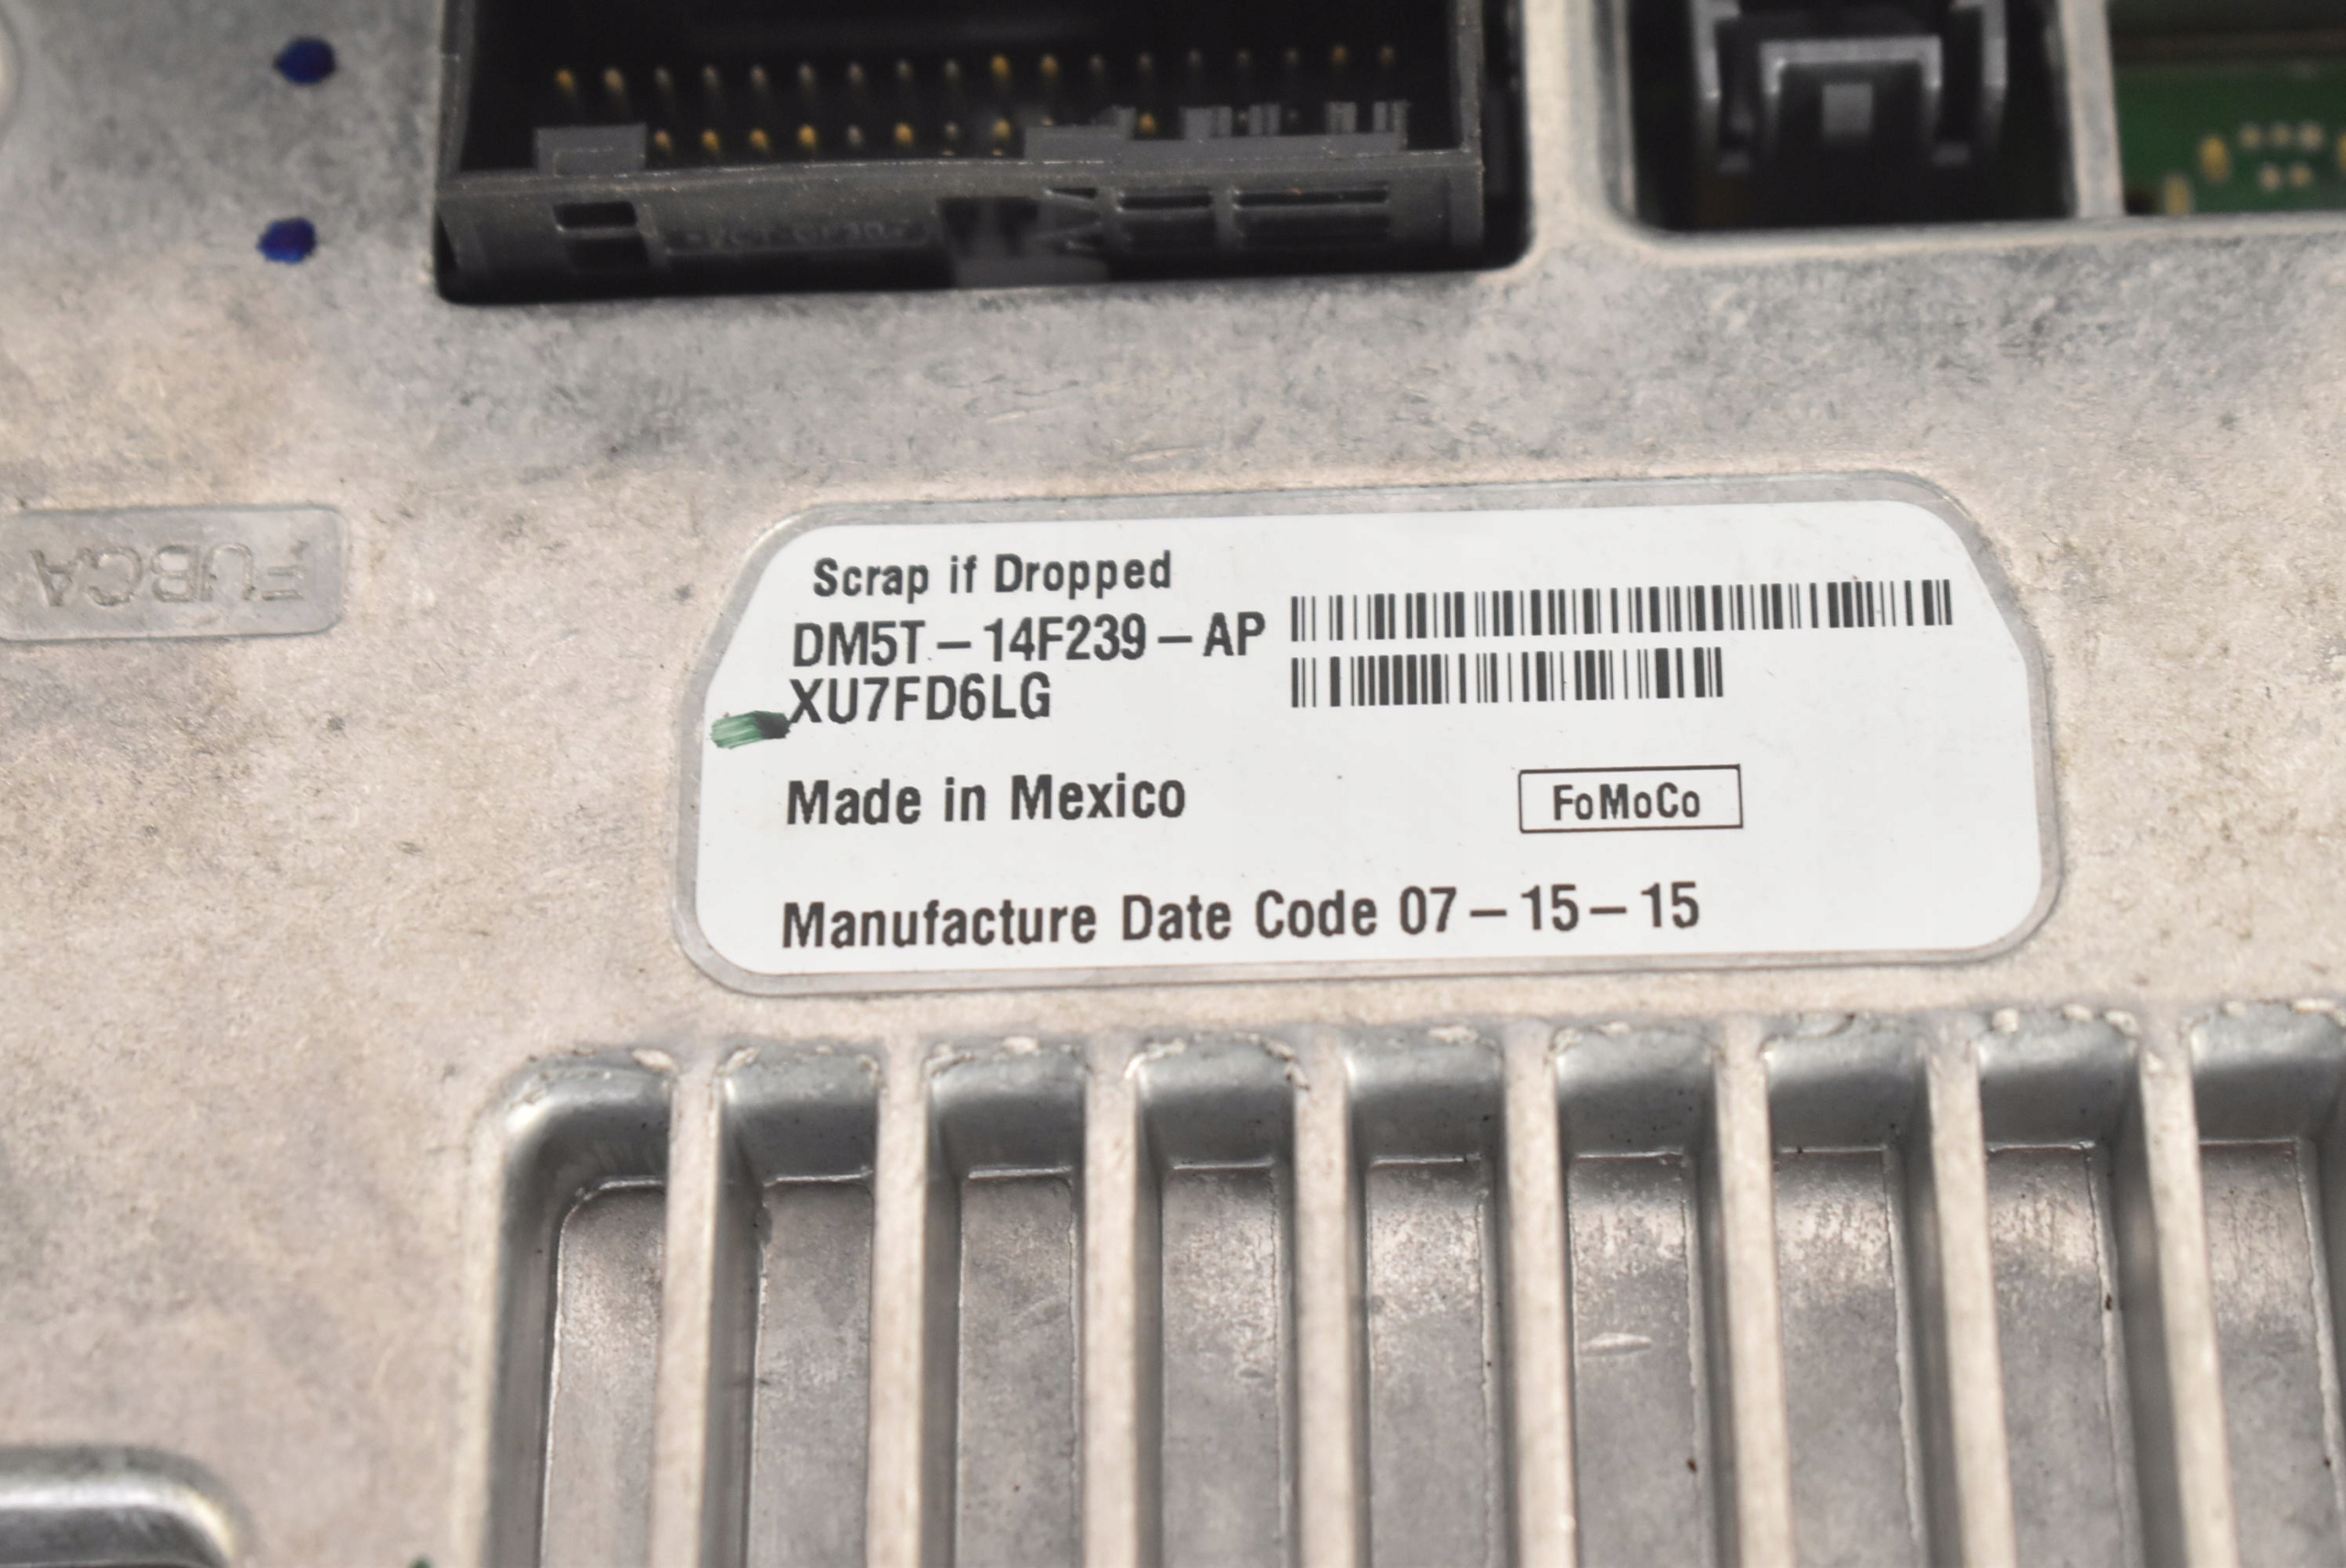 Scrap if Dropped
DM5T-14F239-AP
XU7FD6LG
Made in Mexico
FoMoCo
Manufacture Date Code 07-15-15
FUBCA